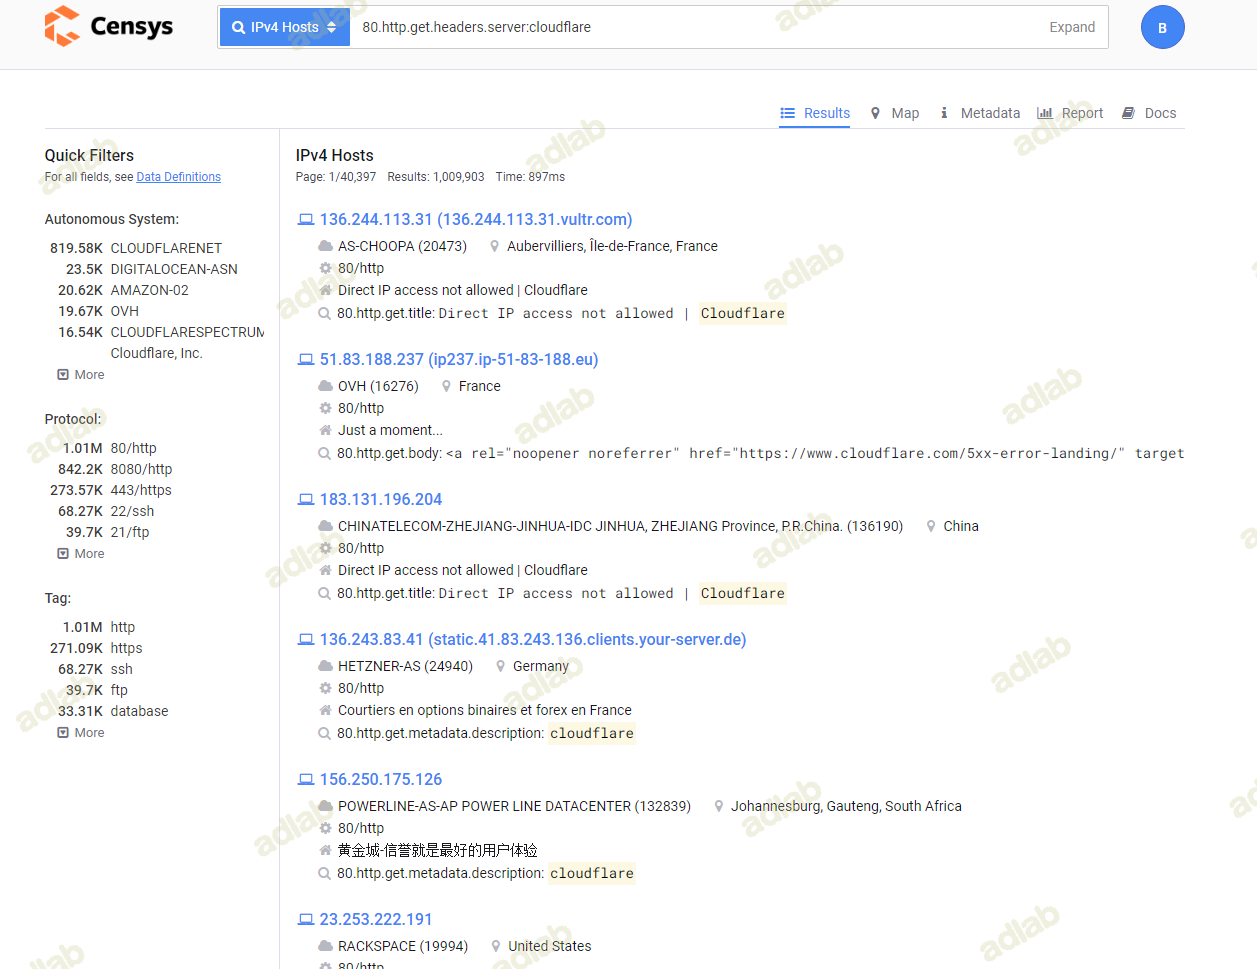 Censys
IPv4 Hosts
80.http.get.headers.server:cloudflare
Expand
B
Results
Map
Metadata
Report
Docs
Quick Filters
For all fields, see Data Definitions
Autonomous System:
819.58K CLOUDFLARENET
23.5K DIGITALOCEAN-ASN
20.62K AMAZON-02
19.67K OVH
16.54K CLOUDFLARESPECTRUM
Cloudflare, Inc.
More
Protocol:
1.01M 80/http
842.2K 8080/http
273.57K 443/https
68.27K 22/ssh
39.7K 21/ftp
More
Tag:
1.01M http
271.09K https
68.27K ssh
39.7K ftp
33.31K database
More
IPv4 Hosts
Page: 1/40,397 Results: 1,009,903 Time: 897ms
136.244.113.31 (136.244.113.31.vultr.com)
AS-CHOOPA (20473) Aubervilliers, Île-de-France, France
80/http
Direct IP access not allowed | Cloudflare
80.http.get.title: Direct IP access not allowed | Cloudflare
51.83.188.237 (ip237.ip-51-83-188.eu)
OVH (16276) France
80/http
Just a moment...
80.http.get.body: <a rel="noopener noreferrer" href="https://www.cloudflare.com/5xx-error-landing/" target
183.131.196.204
CHINATELECOM-ZHEJIANG-JINHUA-IDC JINHUA, ZHEJIANG Province, P.R.China. (136190) China
80/http
Direct IP access not allowed | Cloudflare
80.http.get.title: Direct IP access not allowed | Cloudflare
136.243.83.41 (static.41.83.243.136.clients.your-server.de)
HETZNER-AS (24940) Germany
80/http
Courtiers en options binaires et forex en France
80.http.get.metadata.description: cloudflare
156.250.175.126
POWERLINE-AS-AP POWER LINE DATACENTER (132839) Johannesburg, Gauteng, South Africa
80/http
黄金城-信誉就是最好的用户体验
80.http.get.metadata.description: cloudflare
23.253.222.191
RACKSPACE (19994) United States
80/http
adlab